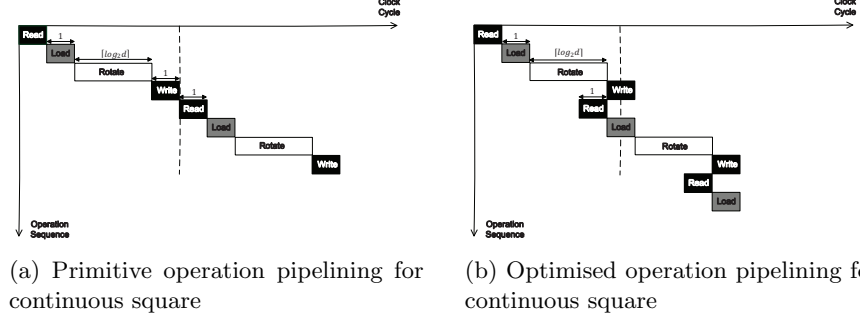 Clock
Cycle
Read
1
Load
⌈log₂d⌉
Rotate
1
Write
1
Read
Load
Rotate
Write
Operation
Sequence
(a) Primitive operation pipelining for
continuous square
Clock
Cycle
Read
1
Load
⌈log₂d⌉
Rotate
1
Write
Read
Load
Rotate
Write
Read
Load
Operation
Sequence
(b) Optimised operation pipelining fo
continuous square